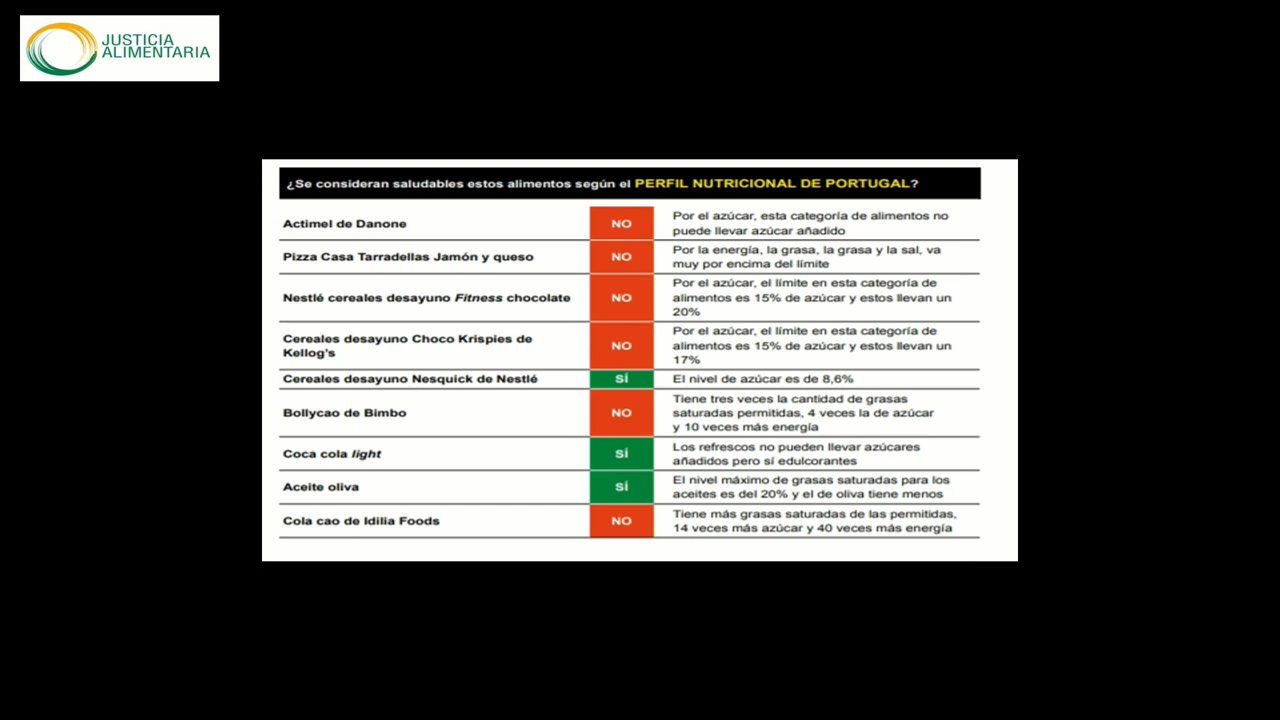 JUSTICIA
ALIMENTARIA
¿Se consideran saludables estos alimentos según el PERFIL NUTRICIONAL DE PORTUGAL?
Actimel de Danone
NO
Por el azúcar, esta categoría de alimentos no
puede llevar azúcar añadido
Pizza Casa Tarradellas Jamón y queso
NO
Por la energía, la grasa, la grasa y la sal, va
muy por encima del límite
Nestlé cereales desayuno Fitness chocolate
NO
Por el azúcar, el límite en esta categoría de
alimentos es 15% de azúcar y estos llevan un
20%
Cereales desayuno Choco Krispies de
Kellog's
NO
Por el azúcar, el límite en esta categoría de
alimentos es 15% de azúcar y estos llevan un
17%
Cereales desayuno Nesquick de Nestlé
SÍ
El nivel de azúcar es de 8,6%
Bollycao de Bimbo
NO
Tiene tres veces la cantidad de grasas
saturadas permitidas, 4 veces la de azúcar
y 10 veces más energía
Coca cola light
SÍ
Los refrescos no pueden llevar azúcares
añadidos pero sí edulcorantes
Aceite oliva
SÍ
El nivel máximo de grasas saturadas para los
aceites es del 20% y el de oliva tiene menos
Cola cao de Idilia Foods
NO
Tiene más grasas saturadas de las permitidas,
14 veces más azúcar y 40 veces más energía